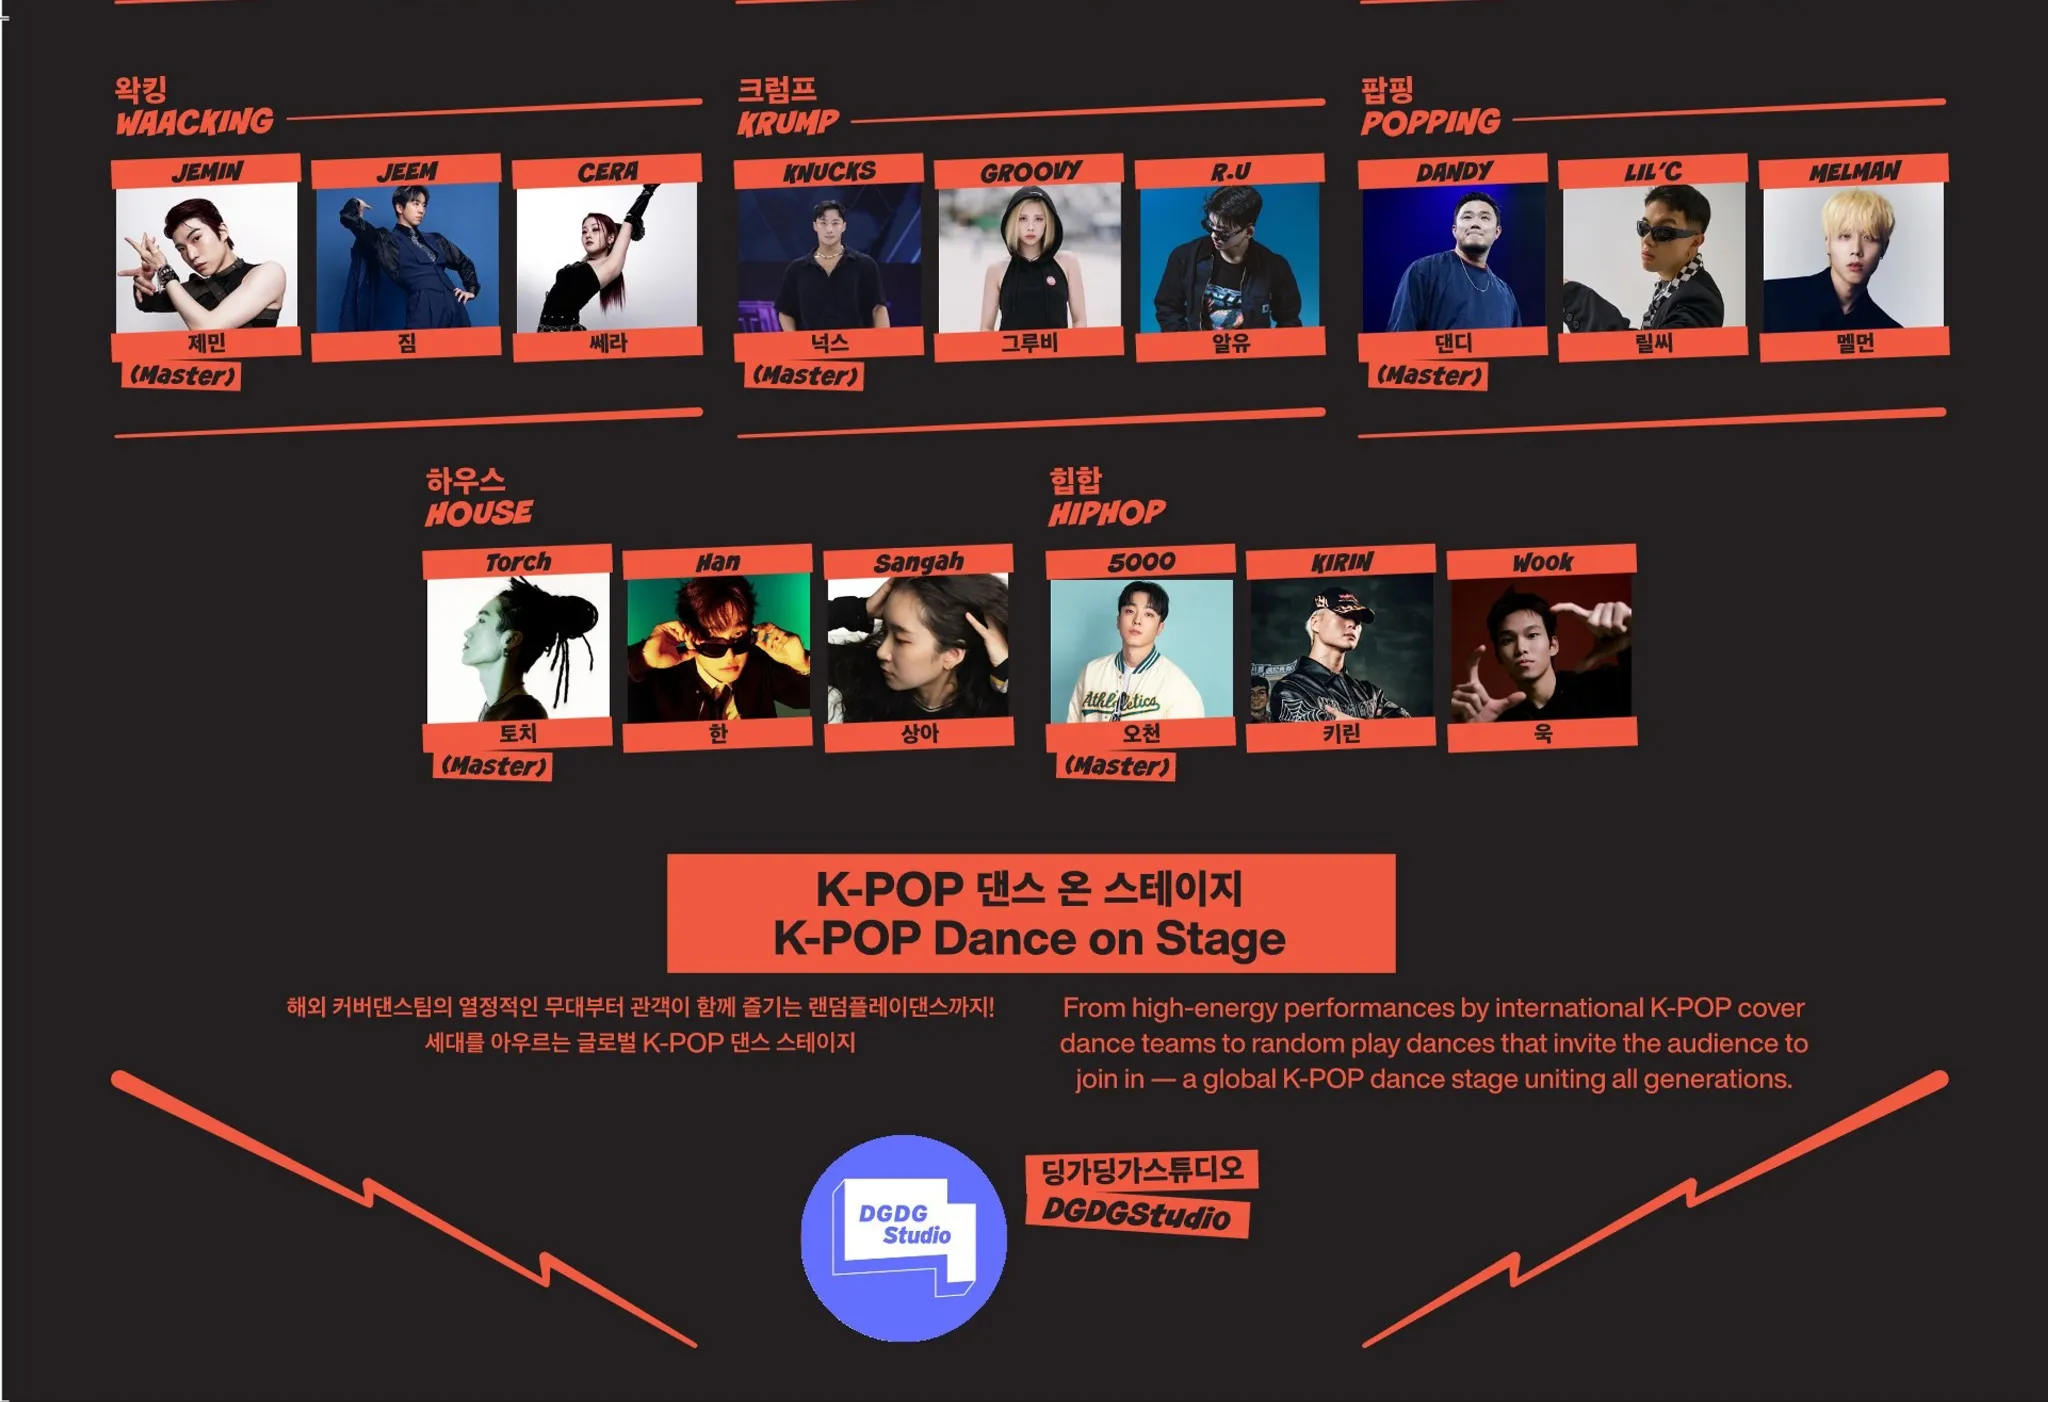 왁킹
WAACKING
JEMIN
제민
(Master)
JEEM
짐
CERA
쎄라
크럼프
KRUMP
KNUCKS
넉스
(Master)
GROOVY
그루비
R.U
알유
팝핑
POPPING
DANDY
댄디
(Master)
LIL'C
릴씨
MELMAN
멜먼
하우스
HOUSE
Torch
토치
(Master)
Han
한
Sangah
상아
힙합
HIPHOP
5000
Athletics
오천
(Master)
KIRIN
키린
Wook
욱
K-POP 댄스 온 스테이지
K-POP Dance on Stage
해외 커버댄스팀의 열정적인 무대부터 관객이 함께 즐기는 랜덤플레이댄스까지!
세대를 아우르는 글로벌 K-POP 댄스 스테이지
From high-energy performances by international K-POP cover
dance teams to random play dances that invite the audience to
join in — a global K-POP dance stage uniting all generations.
DGDG
Studio
딩가딩가스튜디오
DGDGStudio